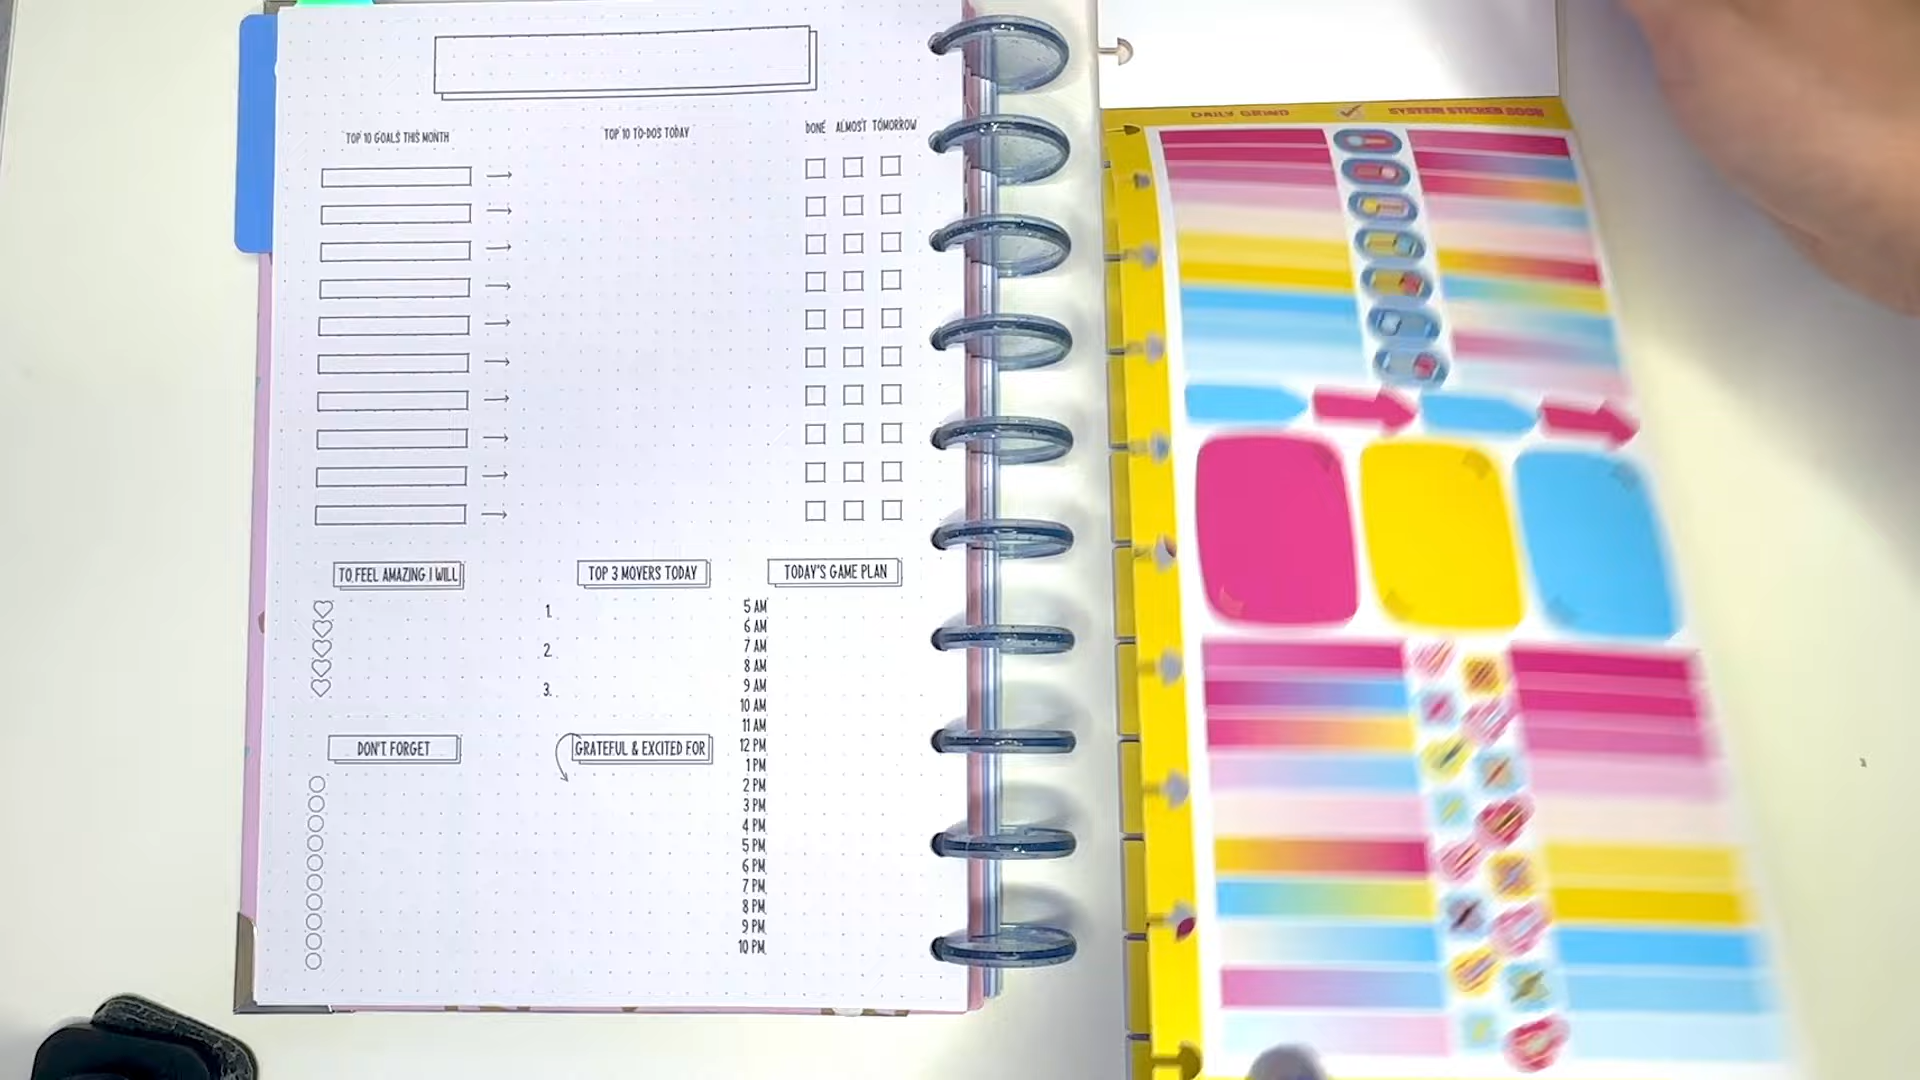 TOP 10 GOALS THIS MONTH
TOP 10 TO-DOS TODAY
DONE ALMOST TOMORROW
TO FEEL AMAZING I WILL
TOP 3 MOVERS TODAY
1.
2.
3.
TODAY'S GAME PLAN
5 AM
6 AM
7 AM
8 AM
9 AM
10 AM
11 AM
12 PM
1 PM
2 PM
3 PM
4 PM
5 PM
6 PM
7 PM
8 PM
9 PM
10 PM
DON'T FORGET
GRATEFUL & EXCITED FOR
DAILY GRIND
SYSTEM STICKER BOOK